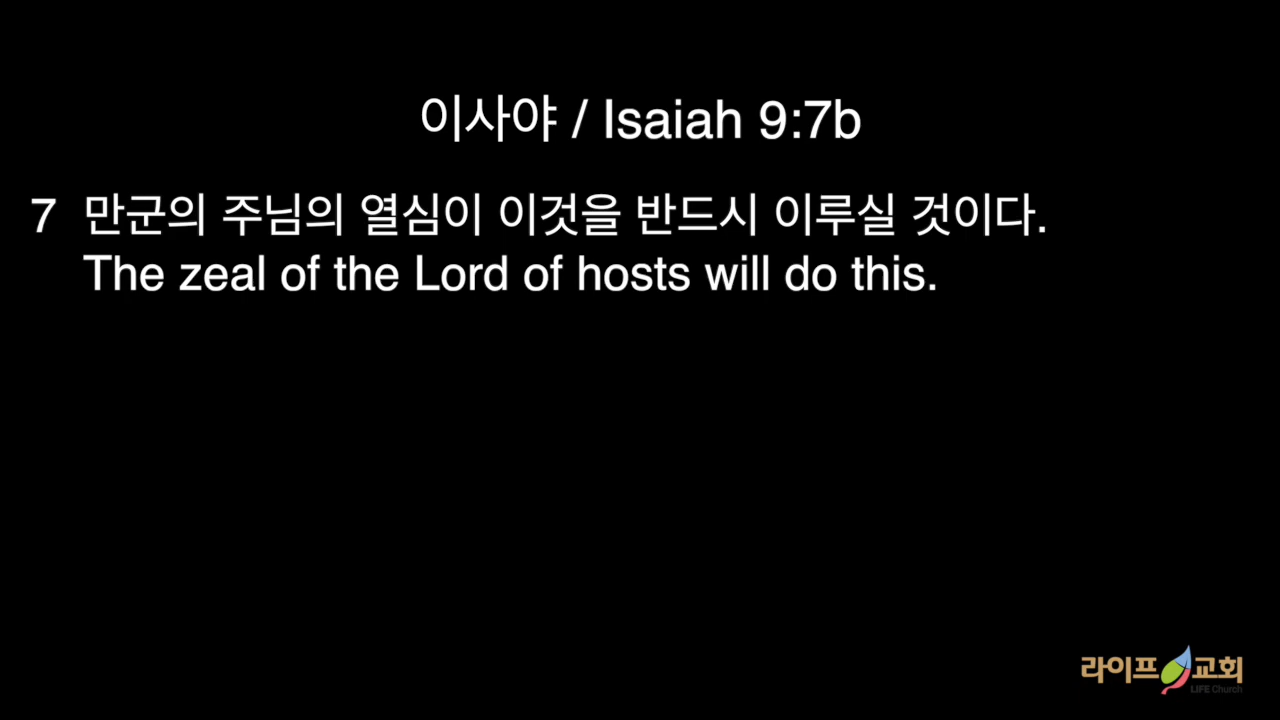 이사야 / Isaiah 9:7b
7 만군의 주님의 열심이 이것을 반드시 이루실 것이다.
The zeal of the Lord of hosts will do this.
라이프교회
LIFE Church